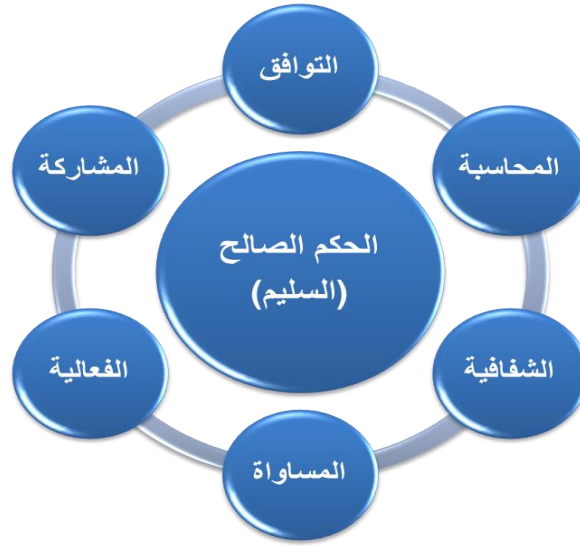 التوافق
المحاسبة
الشفافية
المساواة
الفعالية
المشاركة
الحكم الصالح
(السليم)